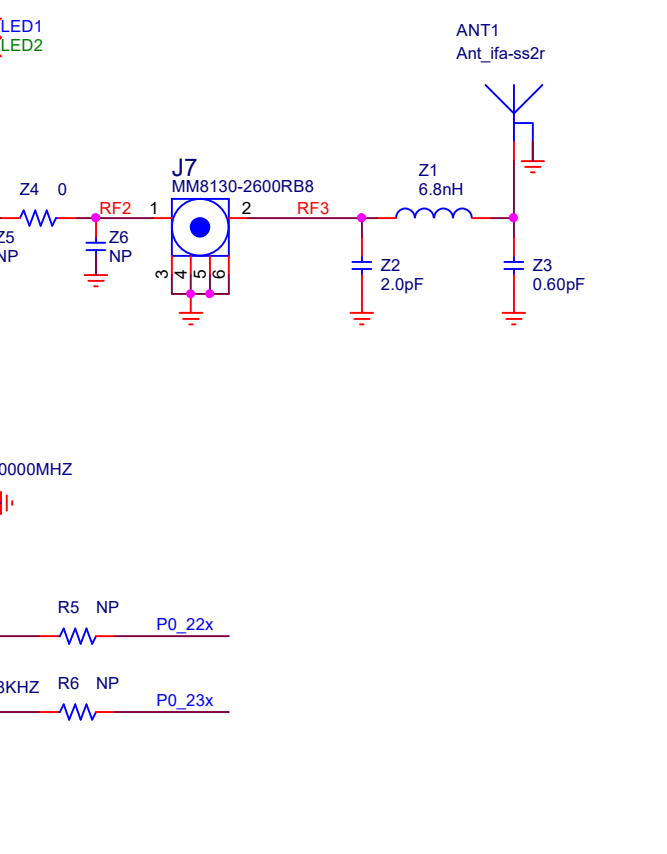 LED1
LED2
ANT1
Ant_ifa-ss2r
J7
MM8130-2600RB8
Z1
6.8nH
Z4 0
RF2
1
2
RF3
Z5
NP
Z6
NP
3
4
5
6
Z2
2.0pF
Z3
0.60pF
0000MHZ
R5 NP
P0_22x
R6 NP
P0_23x